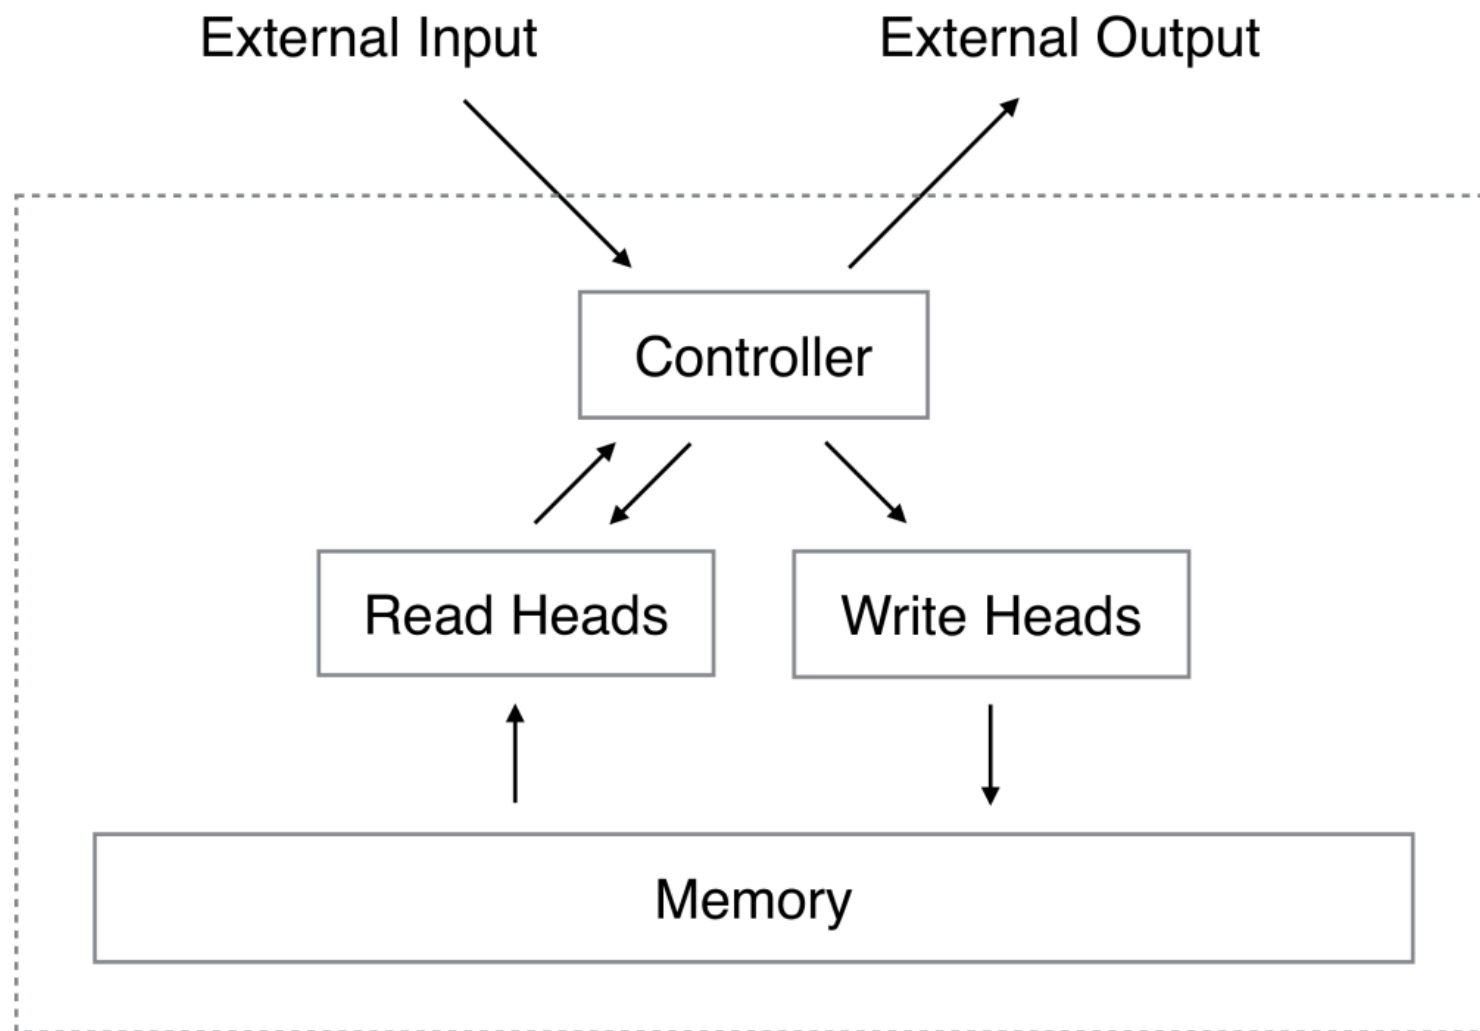 External Input
External Output
Controller
Read Heads
Write Heads
Memory